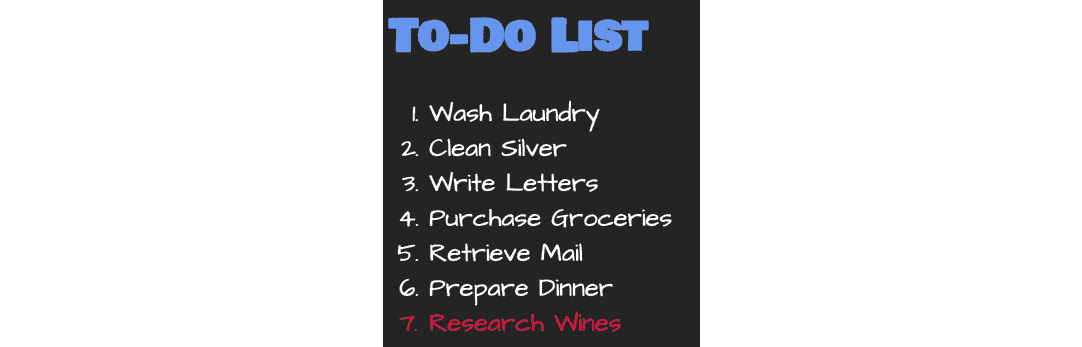 To-Do List
1. Wash Laundry
2. Clean Silver
3. Write Letters
4. Purchase Groceries
5. Retrieve Mail
6. Prepare Dinner
7. Research Wines